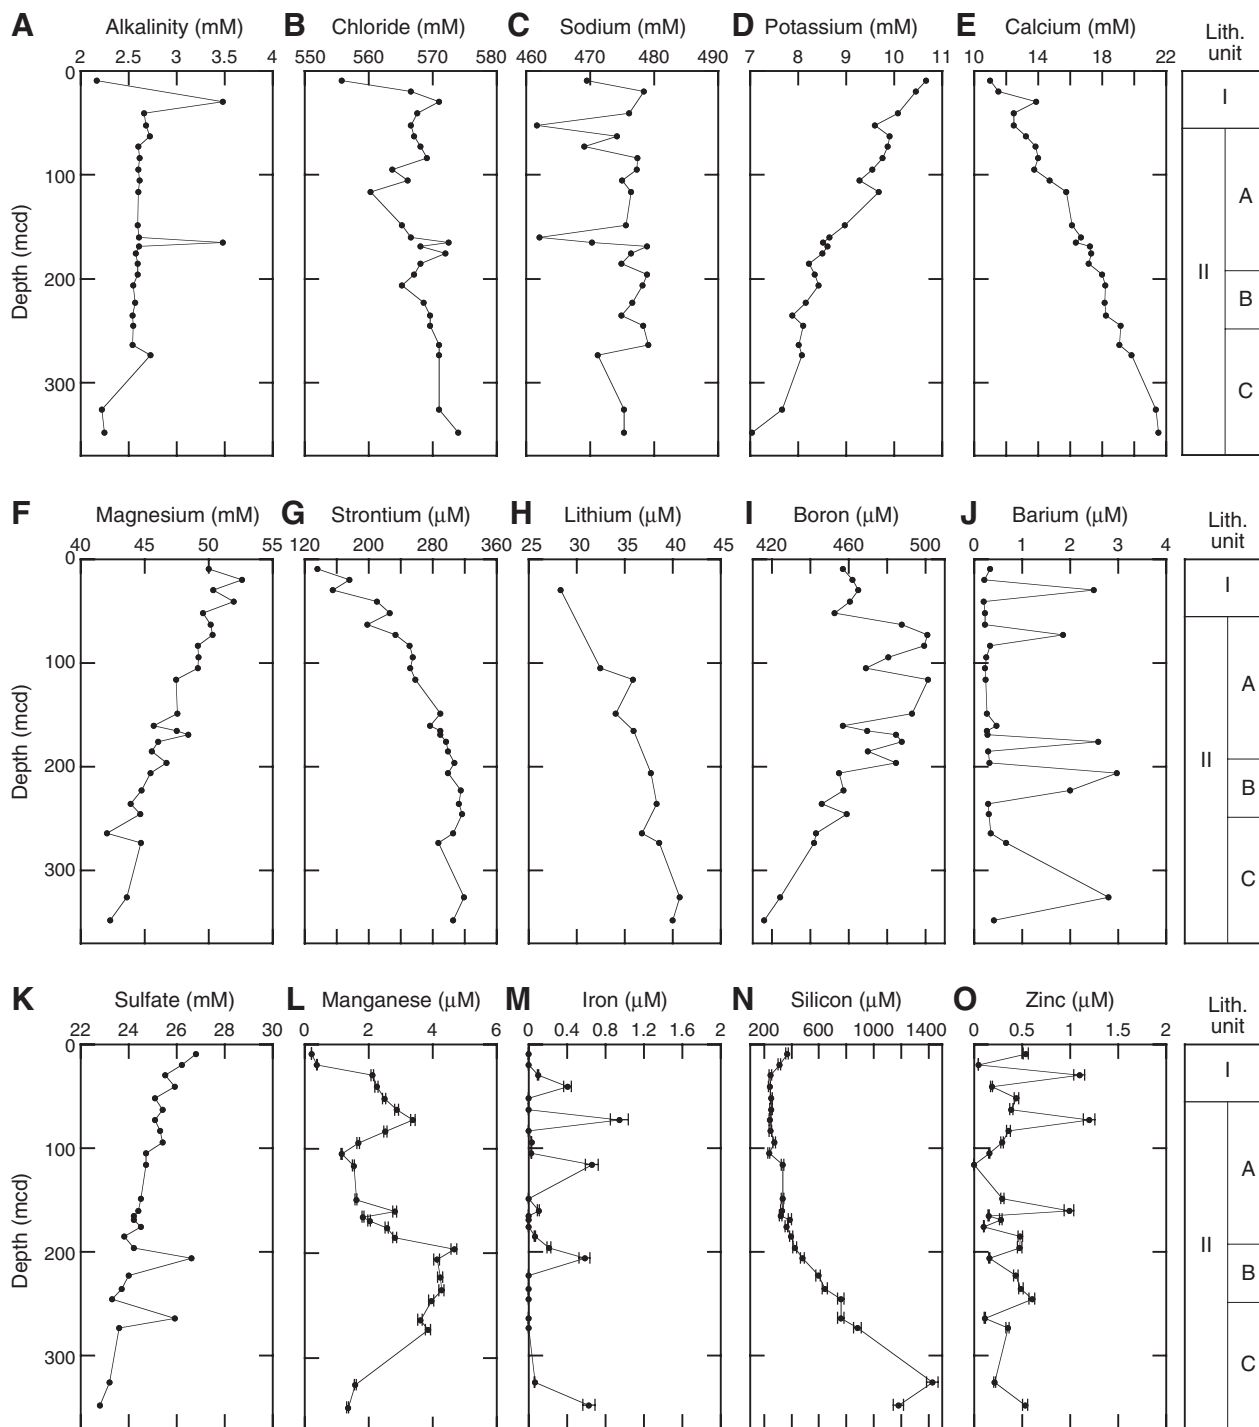 A Alkalinity (mM) B Chloride (mM) C Sodium (mM) D Potassium (mM) E Calcium (mM) Lith. unit
2 2.5 3 3.5 4 550 560 570 580 460 470 480 490 7 8 9 10 11 10 14 18 22
0
I
100
A
Depth (mcd)
200
II
B
300
C
F Magnesium (mM) G Strontium (µM) H Lithium (µM) I Boron (µM) J Barium (µM) Lith. unit
40 45 50 55 120 200 280 360 25 30 35 40 45 420 460 500 0 1 2 3 4
0
I
100
A
Depth (mcd)
200
II
B
300
C
K Sulfate (mM) L Manganese (µM) M Iron (µM) N Silicon (µM) O Zinc (µM) Lith. unit
22 24 26 28 30 0 2 4 6 0 0.4 0.8 1.2 1.6 2 200 600 1000 1400 0 0.5 1 1.5 2
0
I
100
A
Depth (mcd)
200
II
B
300
C